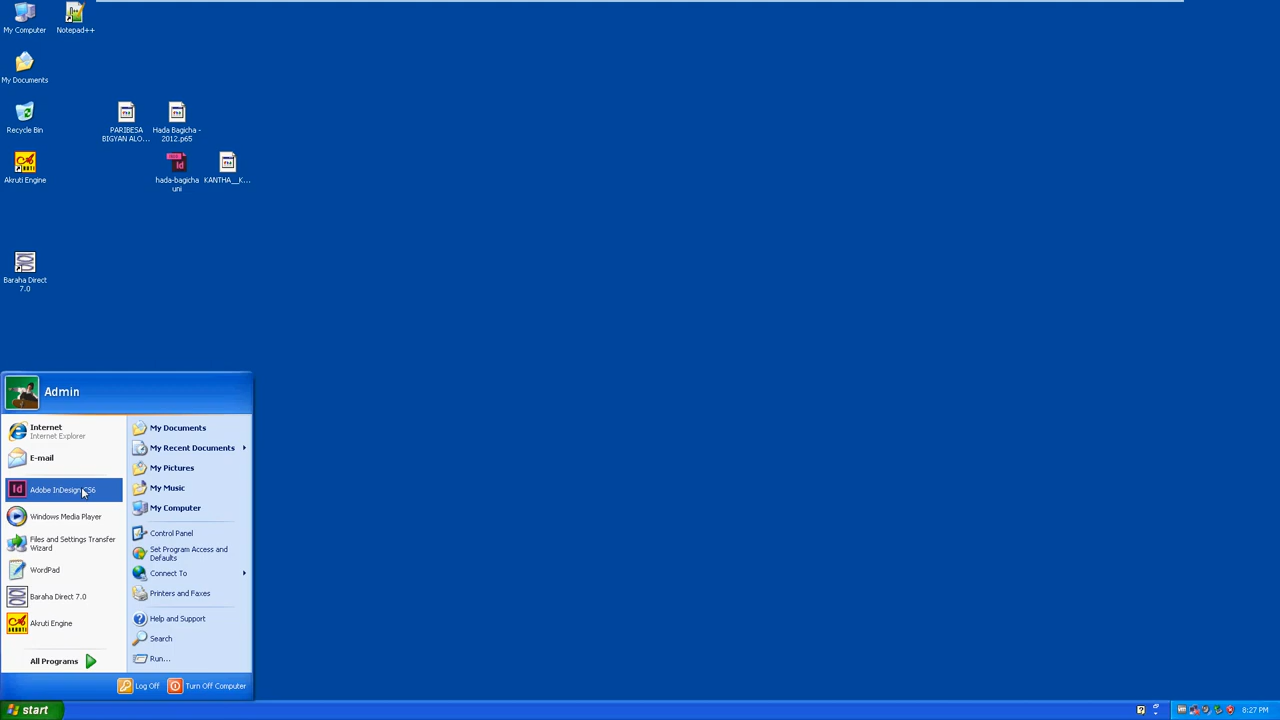 My Computer
Notepad++
My Documents
Recycle Bin
PARIBESA
BIGYAN ALO...
Hada Bagicha -
2012.p65
Akruti Engine
hada-bagicha
uni
KANTHA__K...
Baraha Direct
7.0
Admin
Internet
Internet Explorer
E-mail
Adobe InDesign CS6
Windows Media Player
Files and Settings Transfer
Wizard
WordPad
Baraha Direct 7.0
Akruti Engine
All Programs
My Documents
My Recent Documents
My Pictures
My Music
My Computer
Control Panel
Set Program Access and
Defaults
Connect To
Printers and Faxes
Help and Support
Search
Run...
Log Off
Turn Off Computer
start
8:27 PM